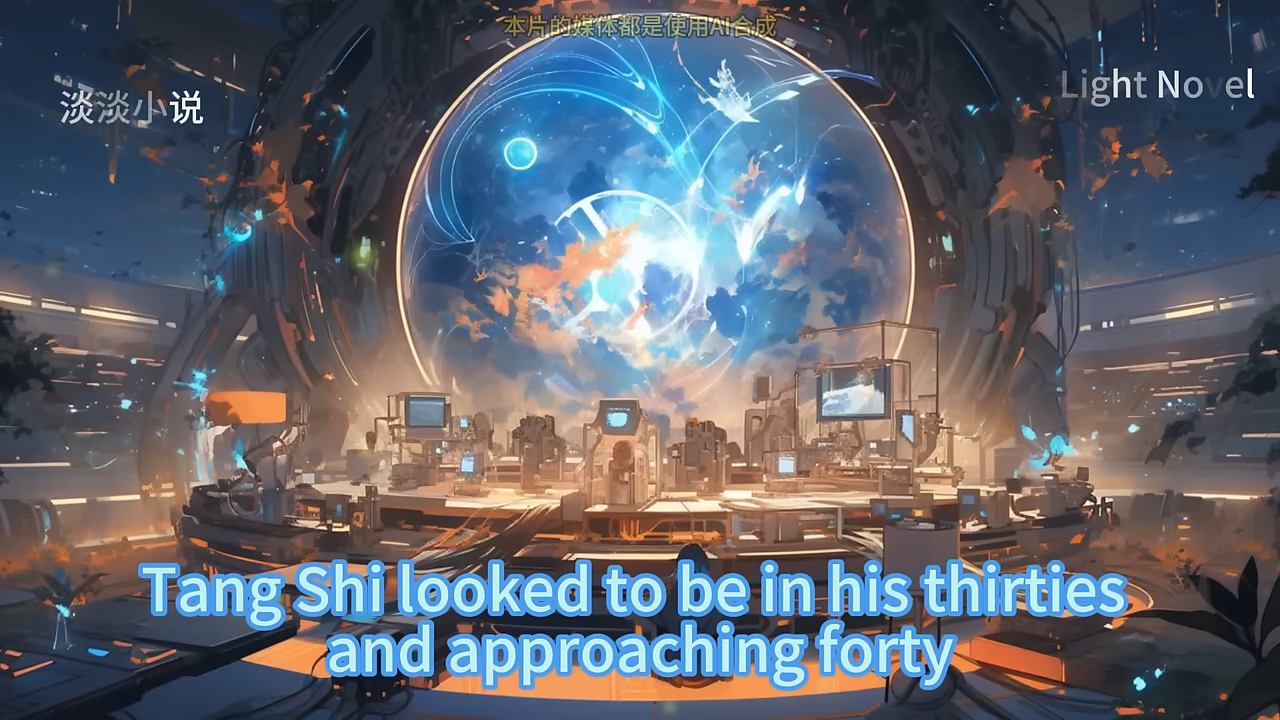 本片的媒体都是使用AI合成
Light Novel
淡淡小说
Tang Shi looked to be in his thirties
and approaching forty